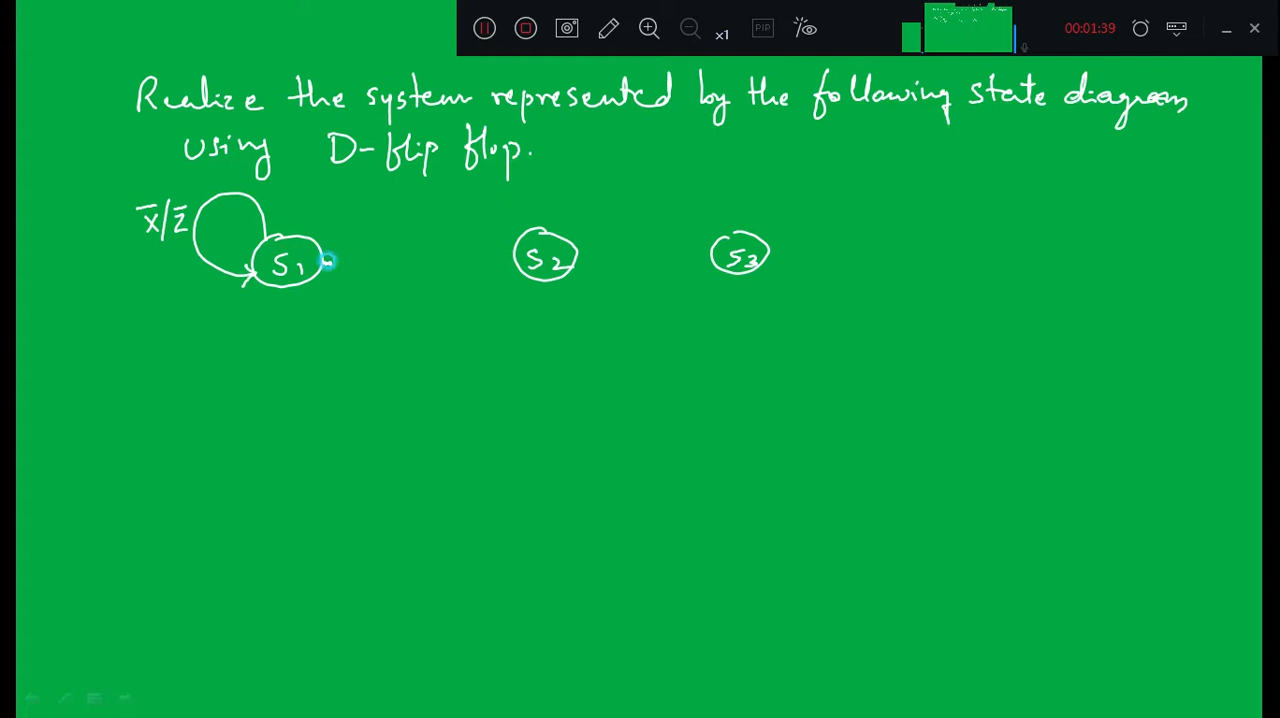 x1
PIP
00:01:39
Realize the system represented by the following state diagram
using D-flip flop.
X̅/Z̅
S₁ S₂ S₃